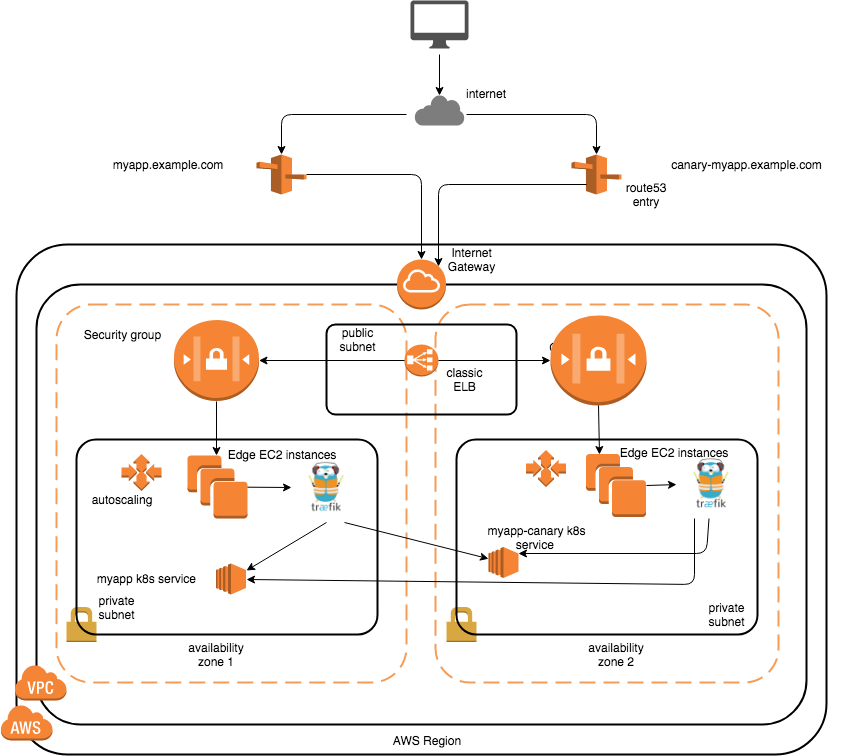 internet
myapp.example.com
canary-myapp.example.com
route53
entry
Internet
Gateway
Security group
public
subnet
classic
ELB
Edge EC2 instances
træfik
autoscaling
Edge EC2 instances
træfik
myapp-canary k8s
service
myapp k8s service
private
subnet
private
subnet
availability
zone 1
availability
zone 2
VPC
AWS
AWS Region